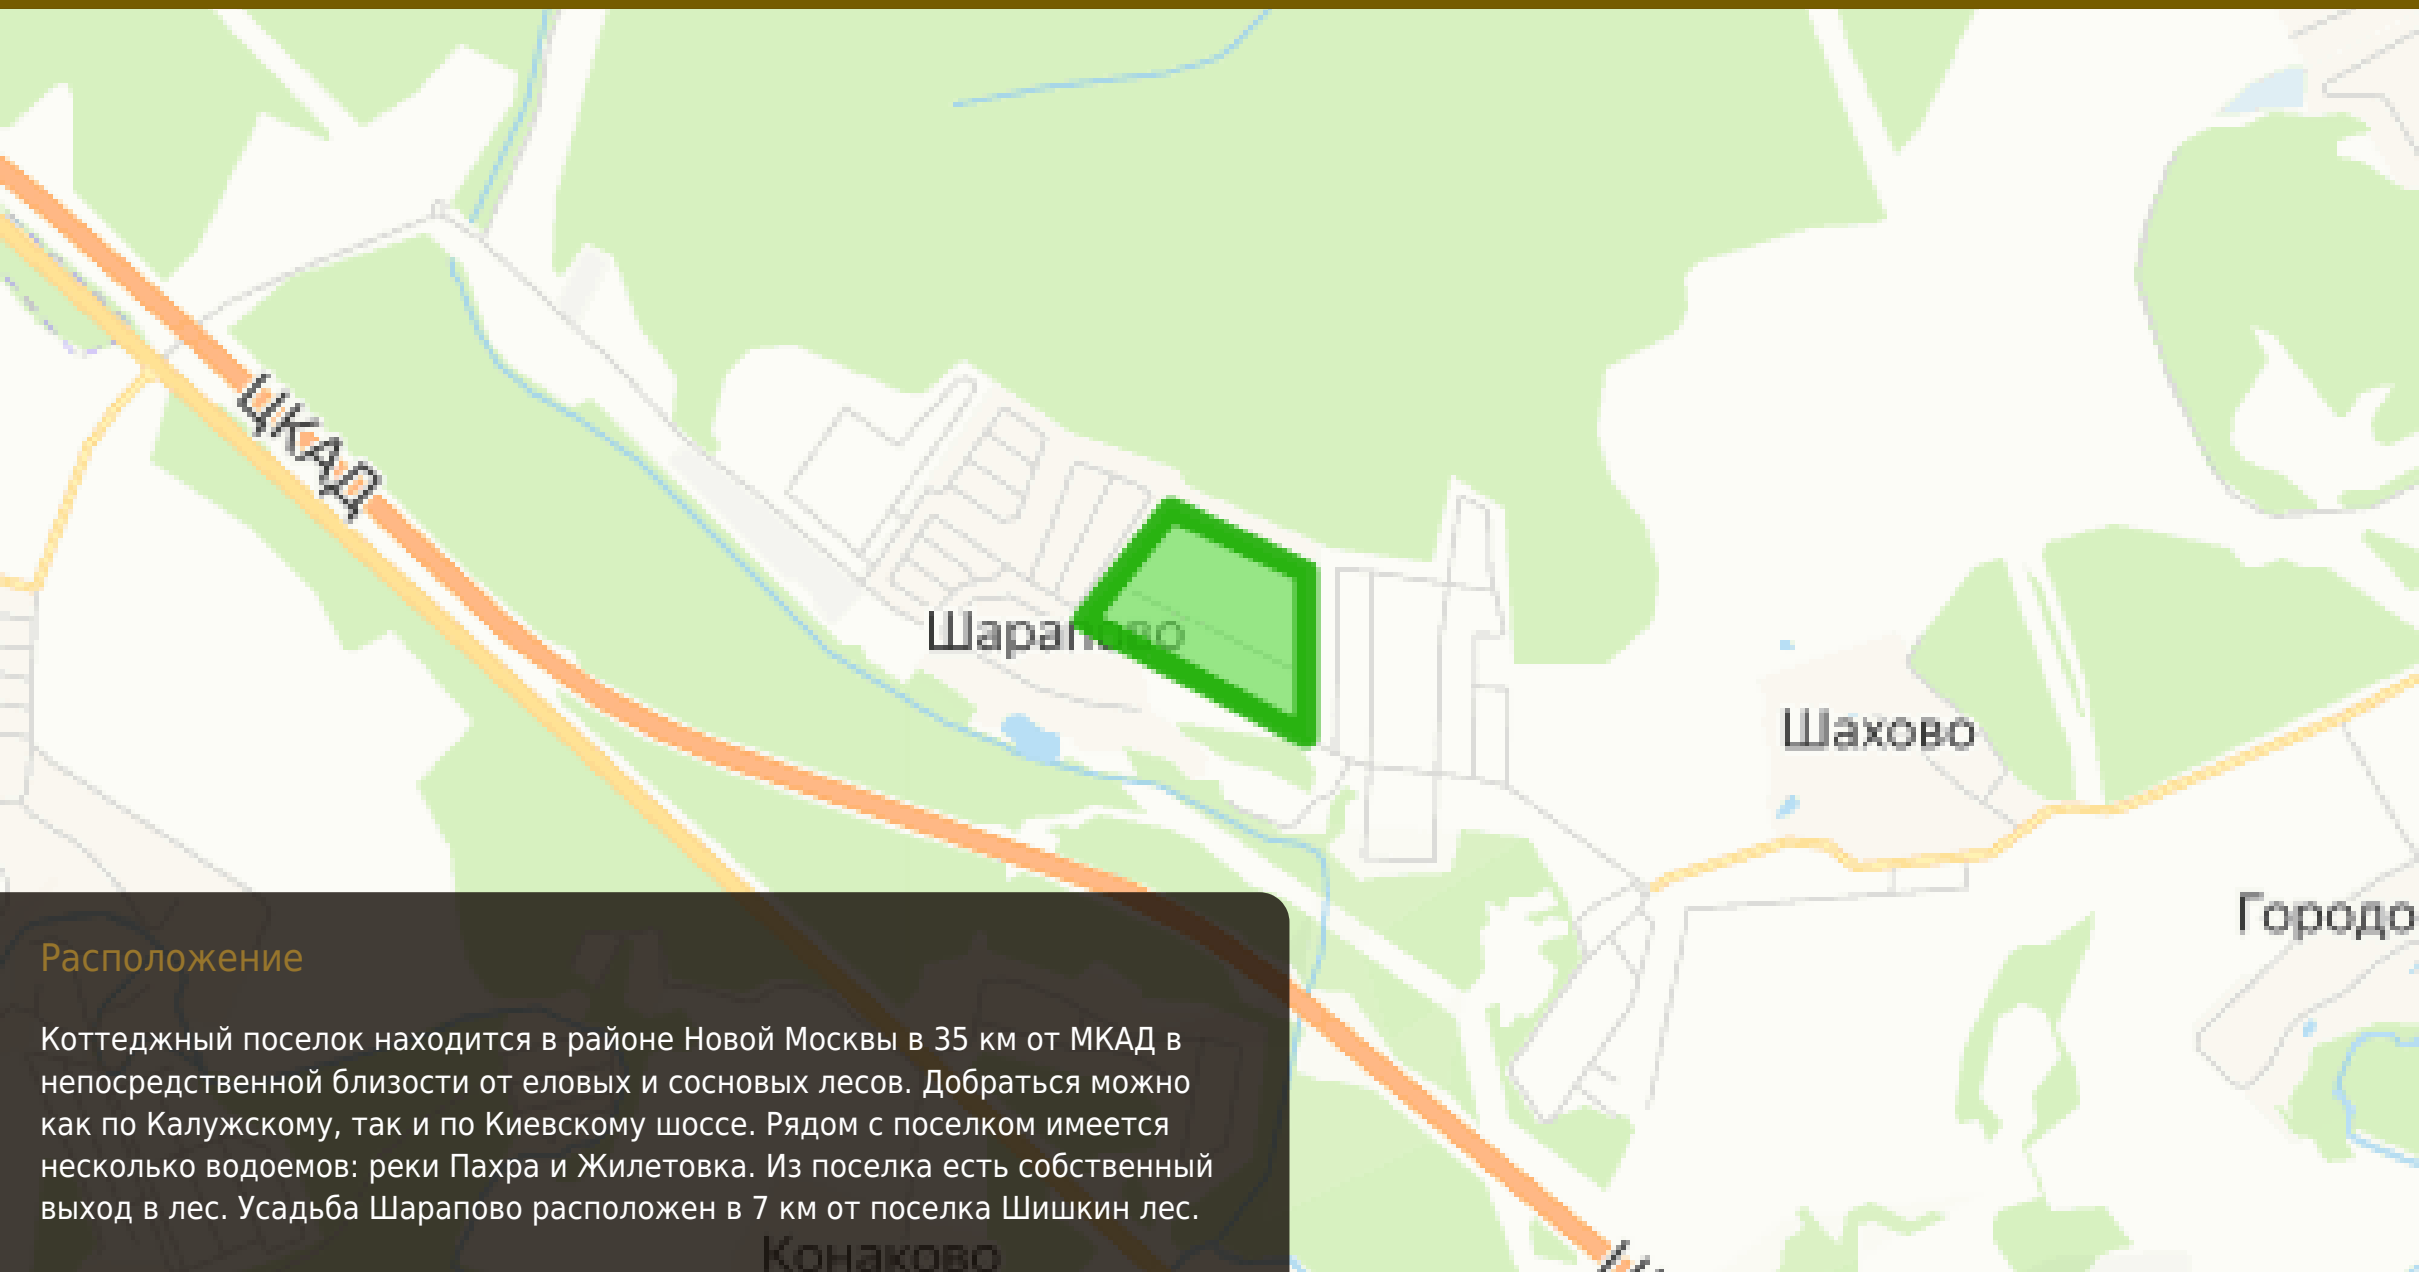 ЦКАД
Шарапово
Шахово
Городо
Расположение
Коттеджный поселок находится в районе Новой Москвы в 35 км от МКАД в
непосредственной близости от еловых и сосновых лесов. Добраться можно
как по Калужскому, так и по Киевскому шоссе. Рядом с поселком имеется
несколько водоемов: реки Пахра и Жилетовка. Из поселка есть собственный
выход в лес. Усадьба Шарапово расположен в 7 км от поселка Шишкин лес.
Конаково